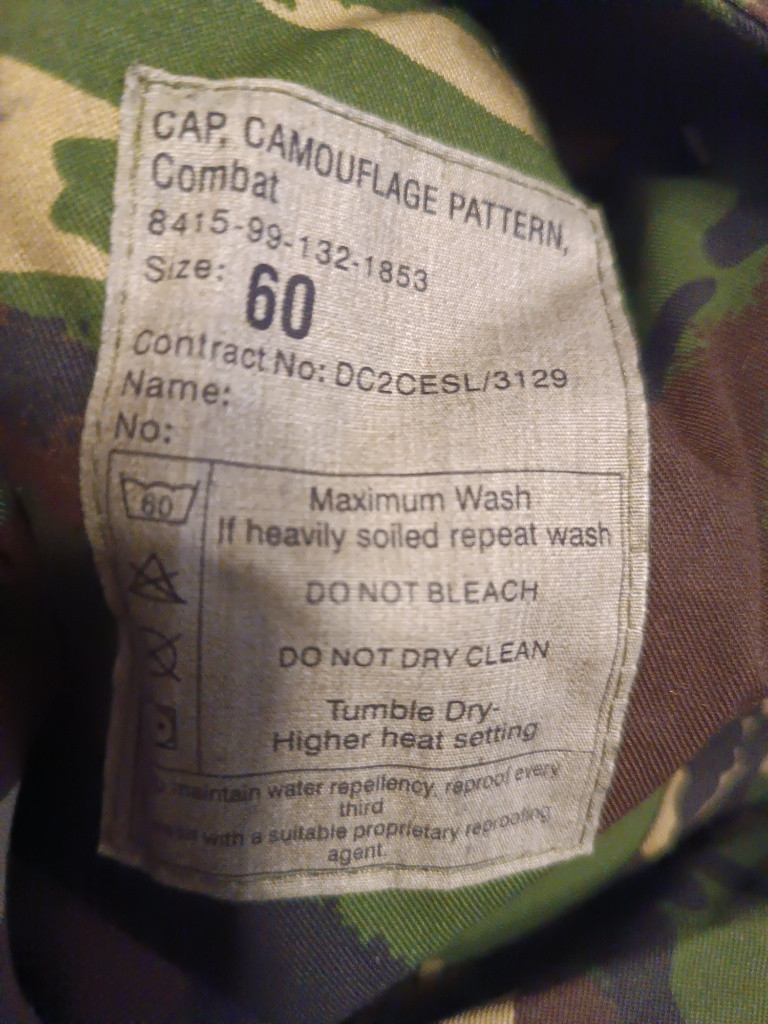 CAP, CAMOUFLAGE PATTERN,
Combat
8415-99-132-1853
Size: 60
Contract No: DC2CESL/3129
Name:
No:
60
Maximum Wash
If heavily soiled repeat wash
DO NOT BLEACH
DO NOT DRY CLEAN
Tumble Dry-
Higher heat setting
maintain water repellency, reproof every
third
with a suitable proprietary reproofing
agent.